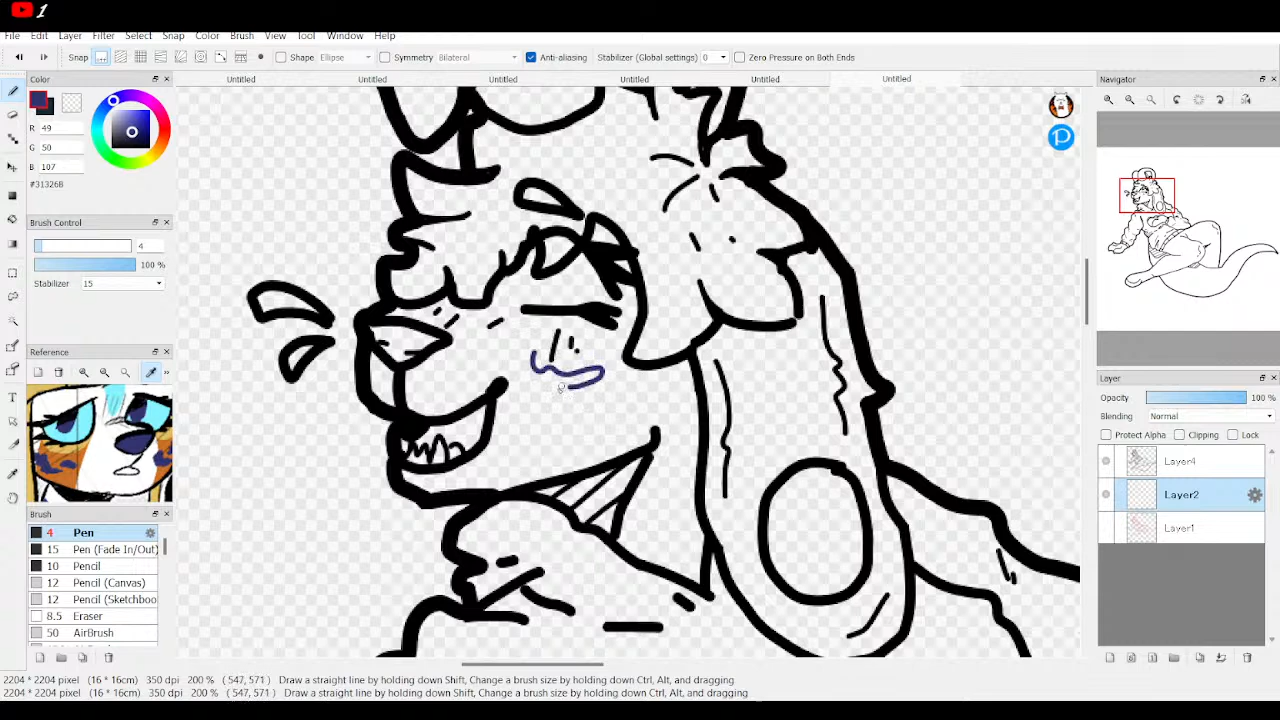 1
File Edit Layer Filter Select Snap Color Brush View Tool Window Help
Snap Shape Ellipse Symmetry Bilateral Anti-aliasing Stabilizer (Global settings) 0 Zero Pressure on Both Ends
Color
Untitled Untitled Untitled Untitled Untitled Untitled
Navigator
R 49
G 50
B 107
#31326B
Brush Control
4
100 %
Stabilizer 15
Reference
Brush
4 Pen
15 Pen (Fade In/Out)
10 Pencil
12 Pencil (Canvas)
12 Pencil (Sketchboo
8.5 Eraser
50 AirBrush
Layer
Opacity 100 %
Blending Normal
Protect Alpha Clipping Lock
Layer4
Layer2
Layer1
2204 * 2204 pixel (16 * 16cm) 350 dpi 200 % ( 547, 571 ) Draw a straight line by holding down Shift, Change a brush size by holding down Ctrl, Alt, and dragging
2204 * 2204 pixel (16 * 16cm) 350 dpi 200 % ( 547, 571 ) Draw a straight line by holding down Shift, Change a brush size by holding down Ctrl, Alt, and dragging